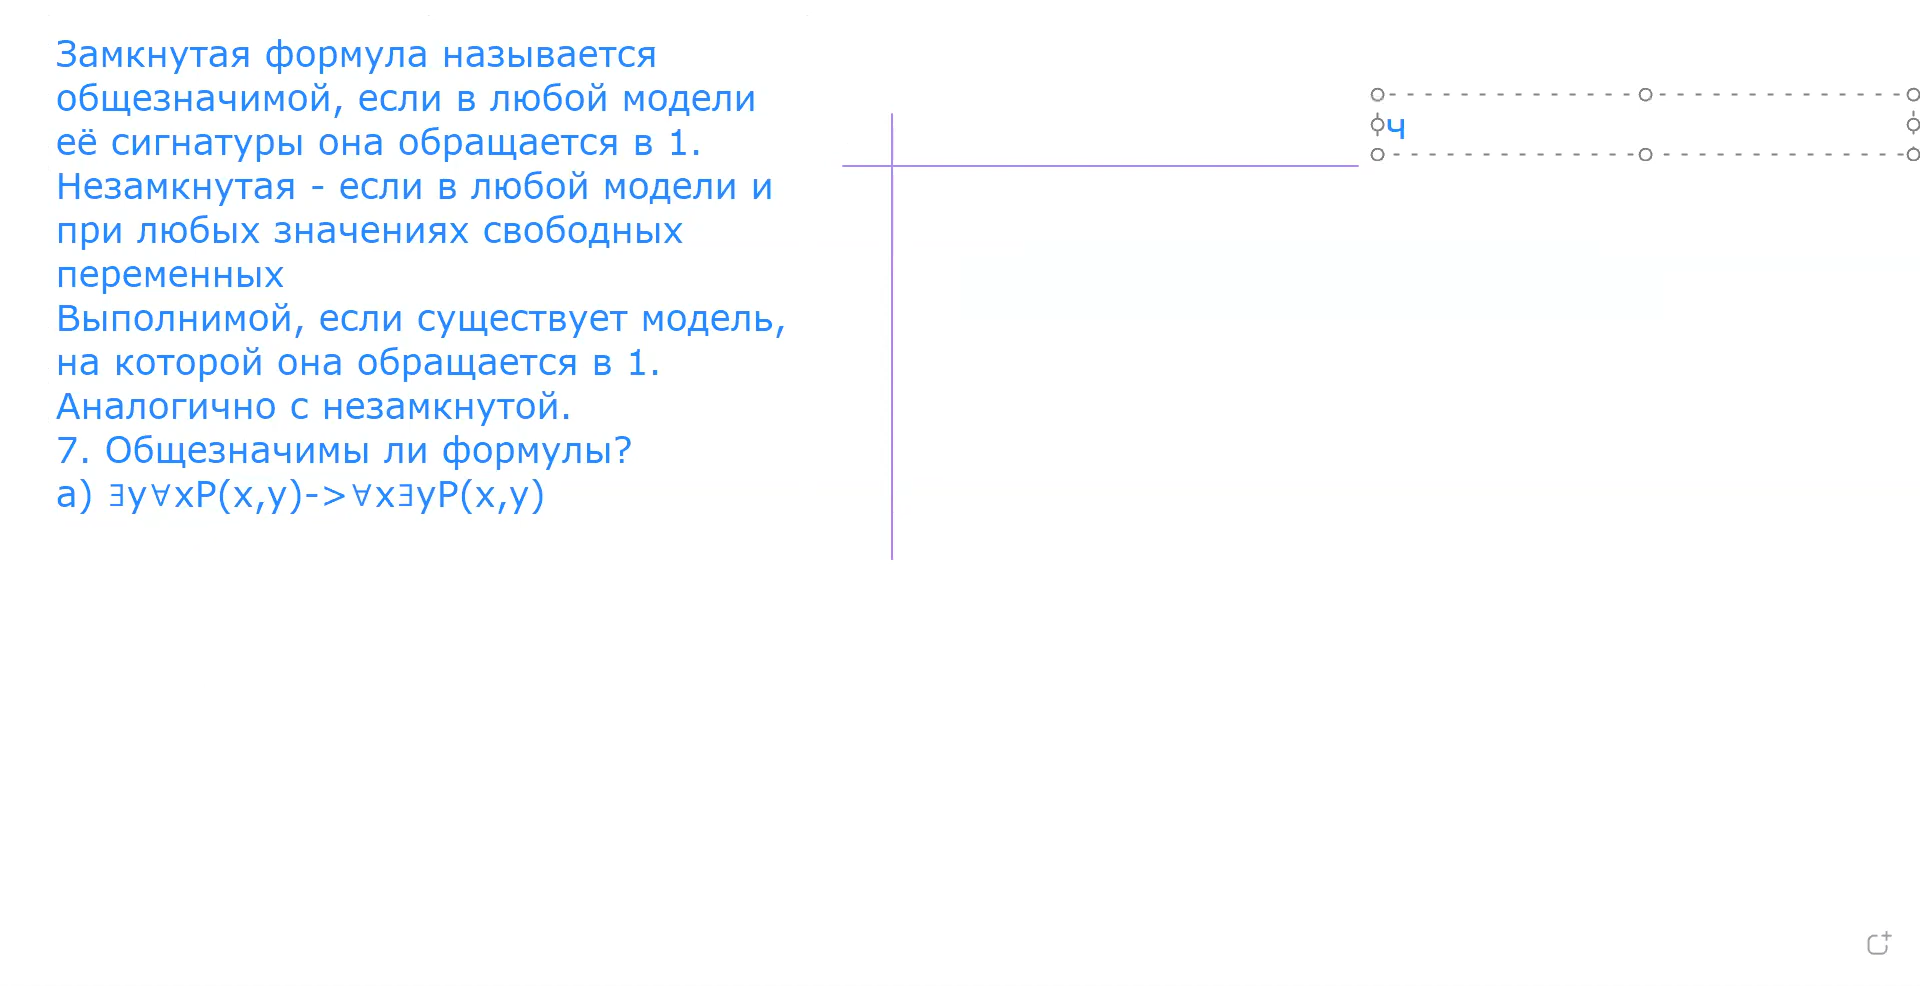 Замкнутая формула называется
общезначимой, если в любой модели
её сигнатуры она обращается в 1.
Незамкнутая - если в любой модели и
при любых значениях свободных
переменных
Выполнимой, если существует модель,
на которой она обращается в 1.
Аналогично с незамкнутой.
7. Общезначимы ли формулы?
а) ∃y∀xP(x,y)->∀x∃yP(x,y)
ч